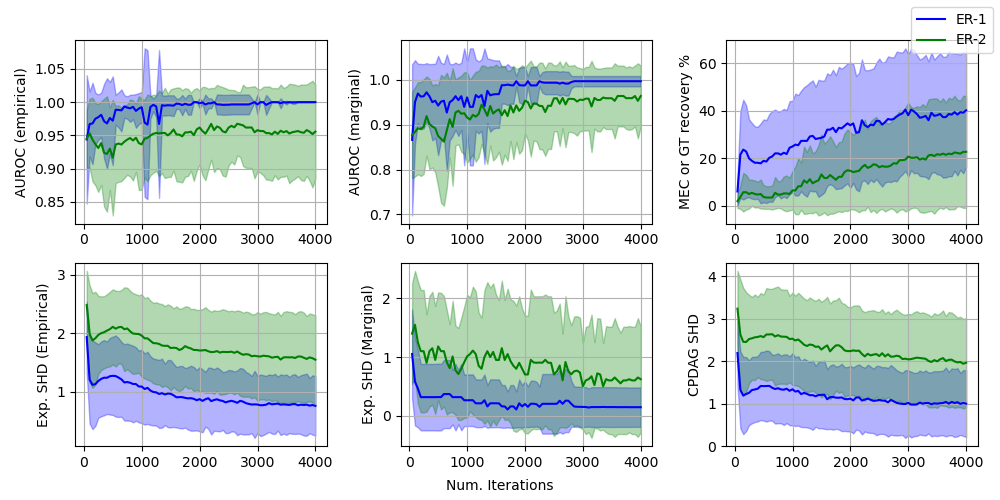 ER-1
ER-2
AUROC (empirical)
1.05
1.00
0.95
0.90
0.85
0 1000 2000 3000 4000
AUROC (marginal)
1.0
0.9
0.8
0.7
0 1000 2000 3000 4000
MEC or GT recovery %
60
40
20
0
0 1000 2000 3000 4000
Exp. SHD (Empirical)
3
2
1
0 1000 2000 3000 4000
Exp. SHD (Marginal)
2
1
0
0 1000 2000 3000 4000
CPDAG SHD
4
3
2
1
0
0 1000 2000 3000 4000
Num. Iterations